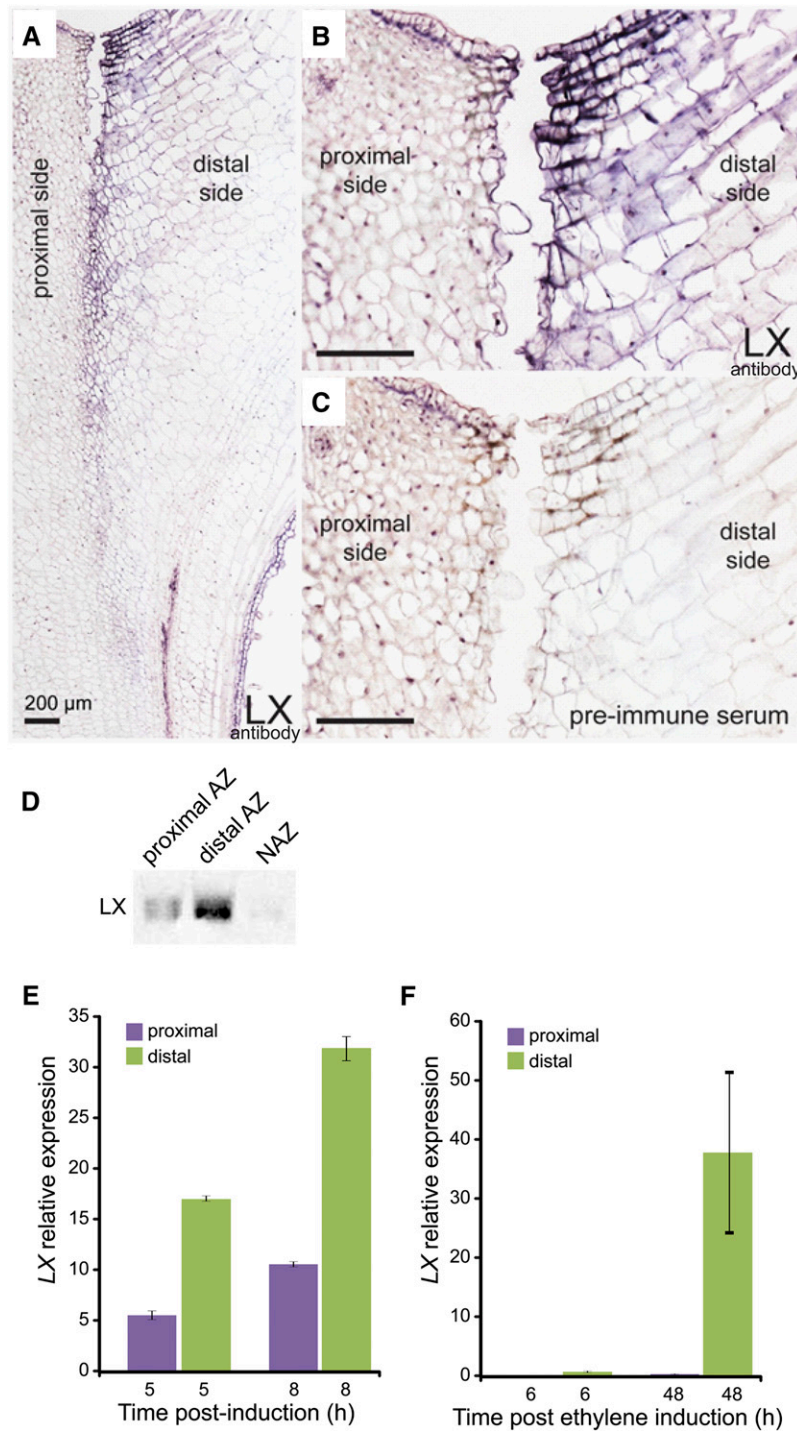 A
proximal side
distal
side
200 µm
LX
antibody
B
proximal
side
distal
side
LX
antibody
C
proximal
side
distal
side
pre-immune serum
D
proximal AZ
distal AZ
NAZ
LX
E
LX relative expression
35
30
25
20
15
10
5
0
proximal
distal
5 5 8 8
Time post-induction (h)
F
LX relative expression
60
50
40
30
20
10
0
proximal
distal
6 6 48 48
Time post ethylene induction (h)